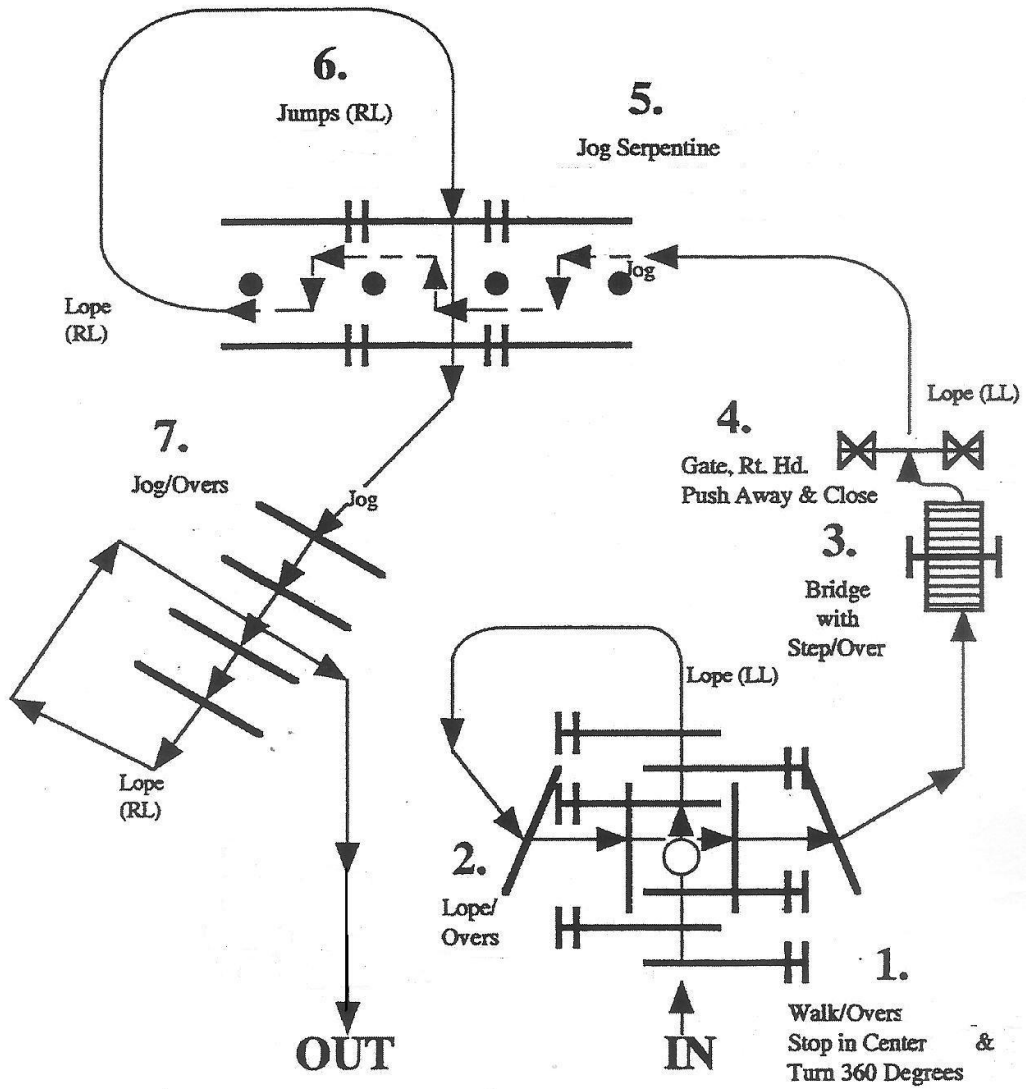 6.
Jumps (RL)
5.
Jog Serpentine
Jog
Lope
(RL)
Lope (LL)
4.
Gate, Rt. Hd.
Push Away & Close
7.
Jog/Overs
Jog
3.
Bridge
with
Step/Over
Lope (LL)
Lope
(RL)
2.
Lope/
Overs
1.
Walk/Overs
Stop in Center &
Turn 360 Degrees
OUT
IN